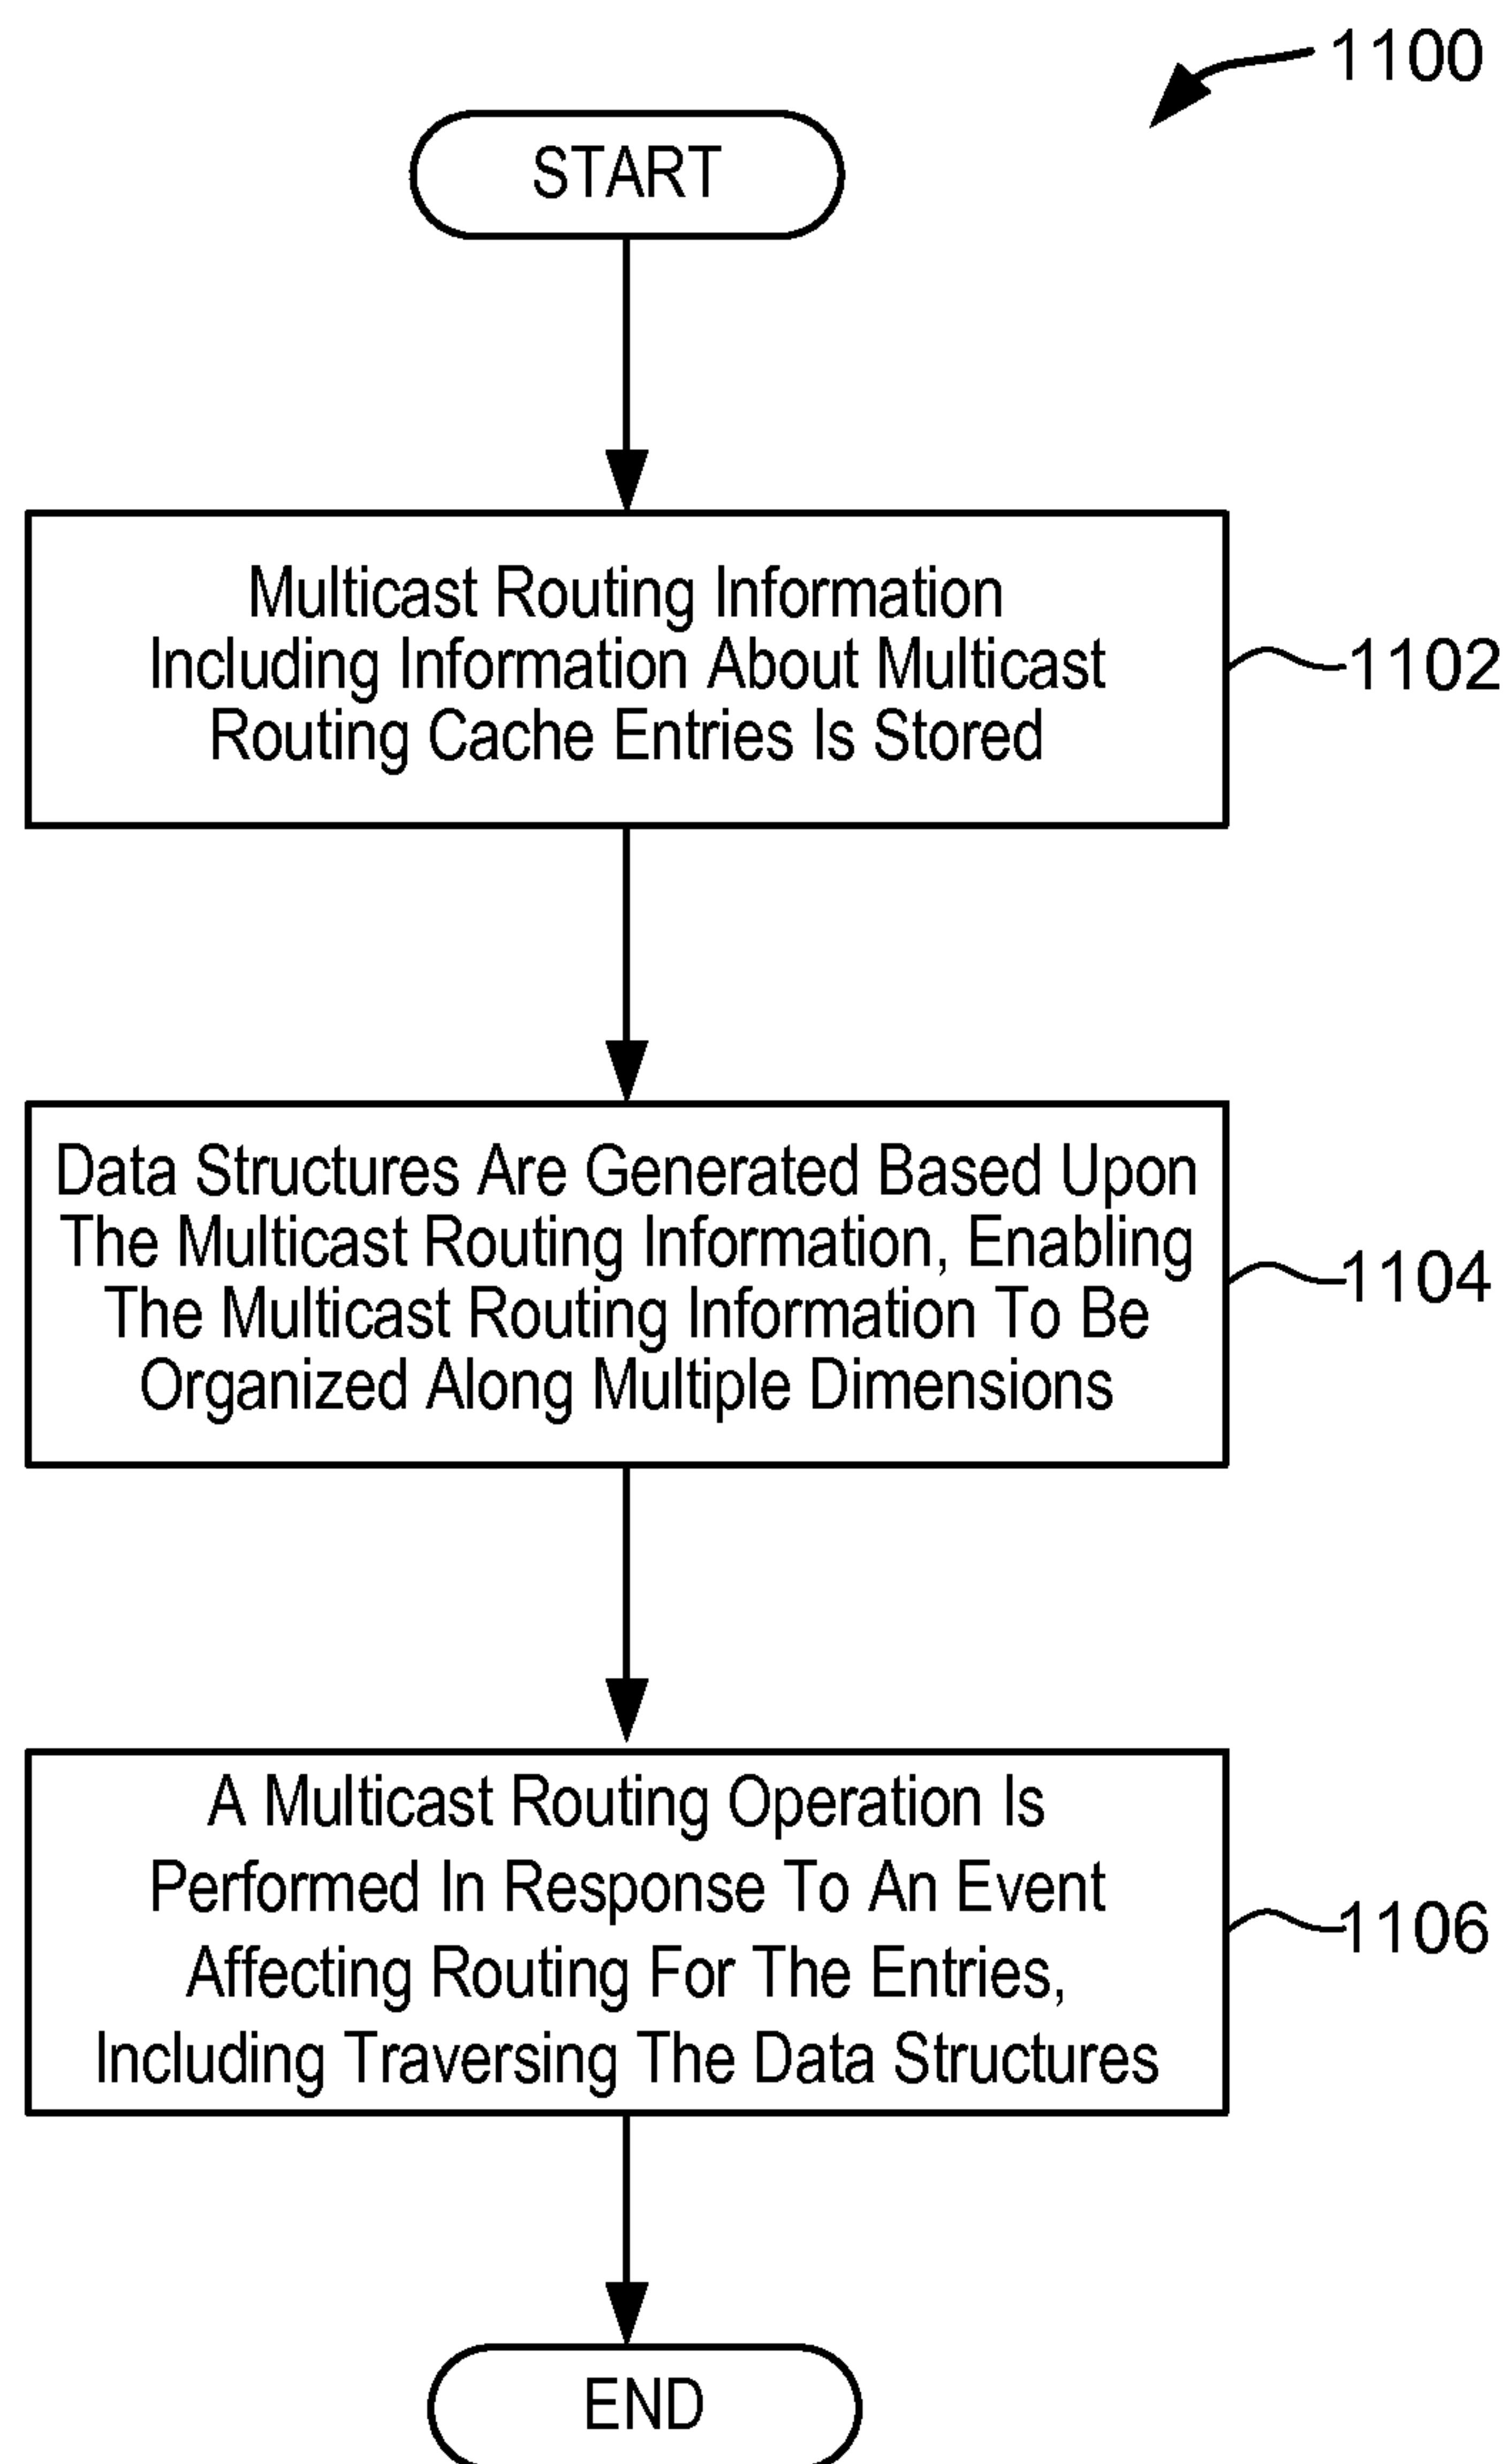 1100
START
Multicast Routing Information
Including Information About Multicast
Routing Cache Entries Is Stored
1102
Data Structures Are Generated Based Upon
The Multicast Routing Information, Enabling
The Multicast Routing Information To Be
Organized Along Multiple Dimensions
1104
A Multicast Routing Operation Is
Performed In Response To An Event
Affecting Routing For The Entries,
Including Traversing The Data Structures
1106
END